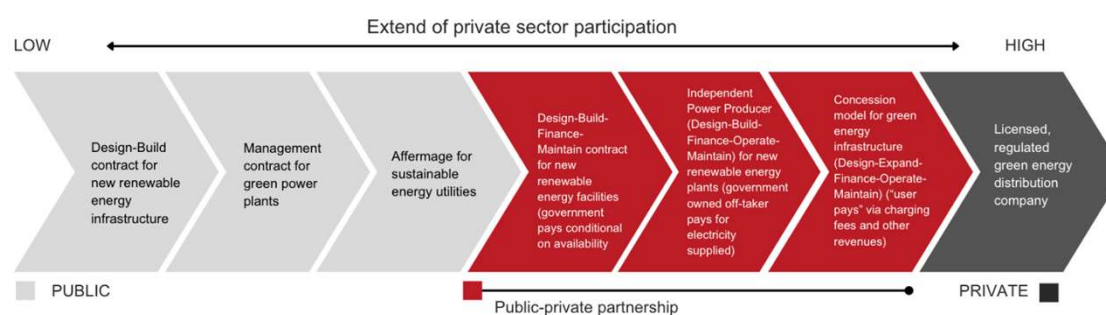 Extend of private sector participation
LOW
HIGH
Design-Build
contract for
new renewable
energy
infrastructure
Management
contract for
green power
plants
Affermage for
sustainable
energy utilities
Design-Build-
Finance-
Maintain contract
for new
renewable
energy facilities
(government
pays conditional
on availability
Independent
Power Producer
(Design-Build-
Finance-Operate-
Maintain) for new
renewable energy
plants (government
owned off-taker
pays for
electricity
supplied)
Concession
model for green
energy
infrastructure
(Design-Expand-
Finance-Operate-
Maintain) (“user
pays” via charging
fees and other
revenues)
Licensed,
regulated
green energy
distribution
company
PUBLIC
Public-private partnership
PRIVATE